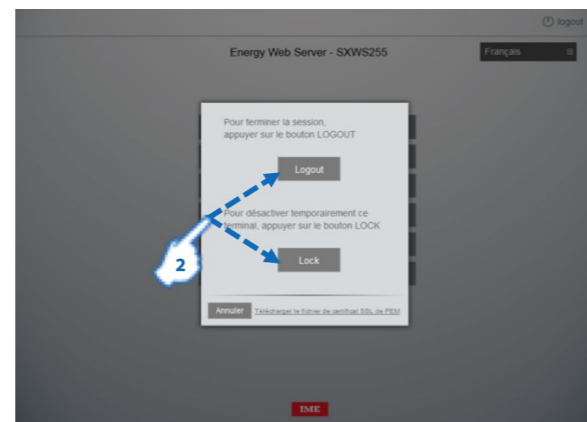 logout
Energy Web Server - SXWS255
Français
Pour terminer la session,
appuyer sur le bouton LOGOUT
Logout
Pour désactiver temporairement ce
terminal, appuyer sur le bouton LOCK
2
Lock
Annuler Télécharger le fichier de certificat SSL de PEM
IME